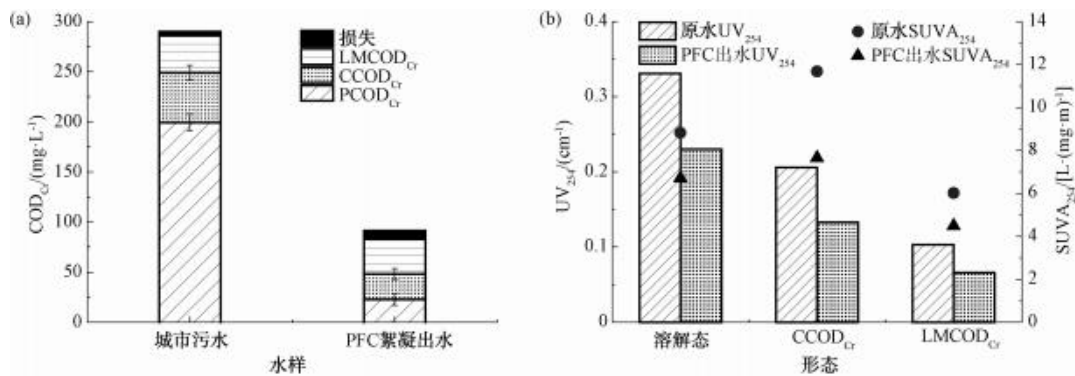 (a)
300
250
200
150
100
50
0
COD_Cr/(mg·L⁻¹)
损失
LMCOD_Cr
CCOD_Cr
PCOD_Cr
城市污水
PFC絮凝出水
水样
(b)
0.4
0.3
0.2
0.1
0
UV₂₅₄/(cm⁻¹)
原水UV₂₅₄
PFC出水UV₂₅₄
原水SUVA₂₅₄
PFC出水SUVA₂₅₄
14
12
10
8
6
4
2
0
SUVA₂₅₄/[L·(mg·m)⁻¹]
溶解态
CCOD_Cr
LMCOD_Cr
形态